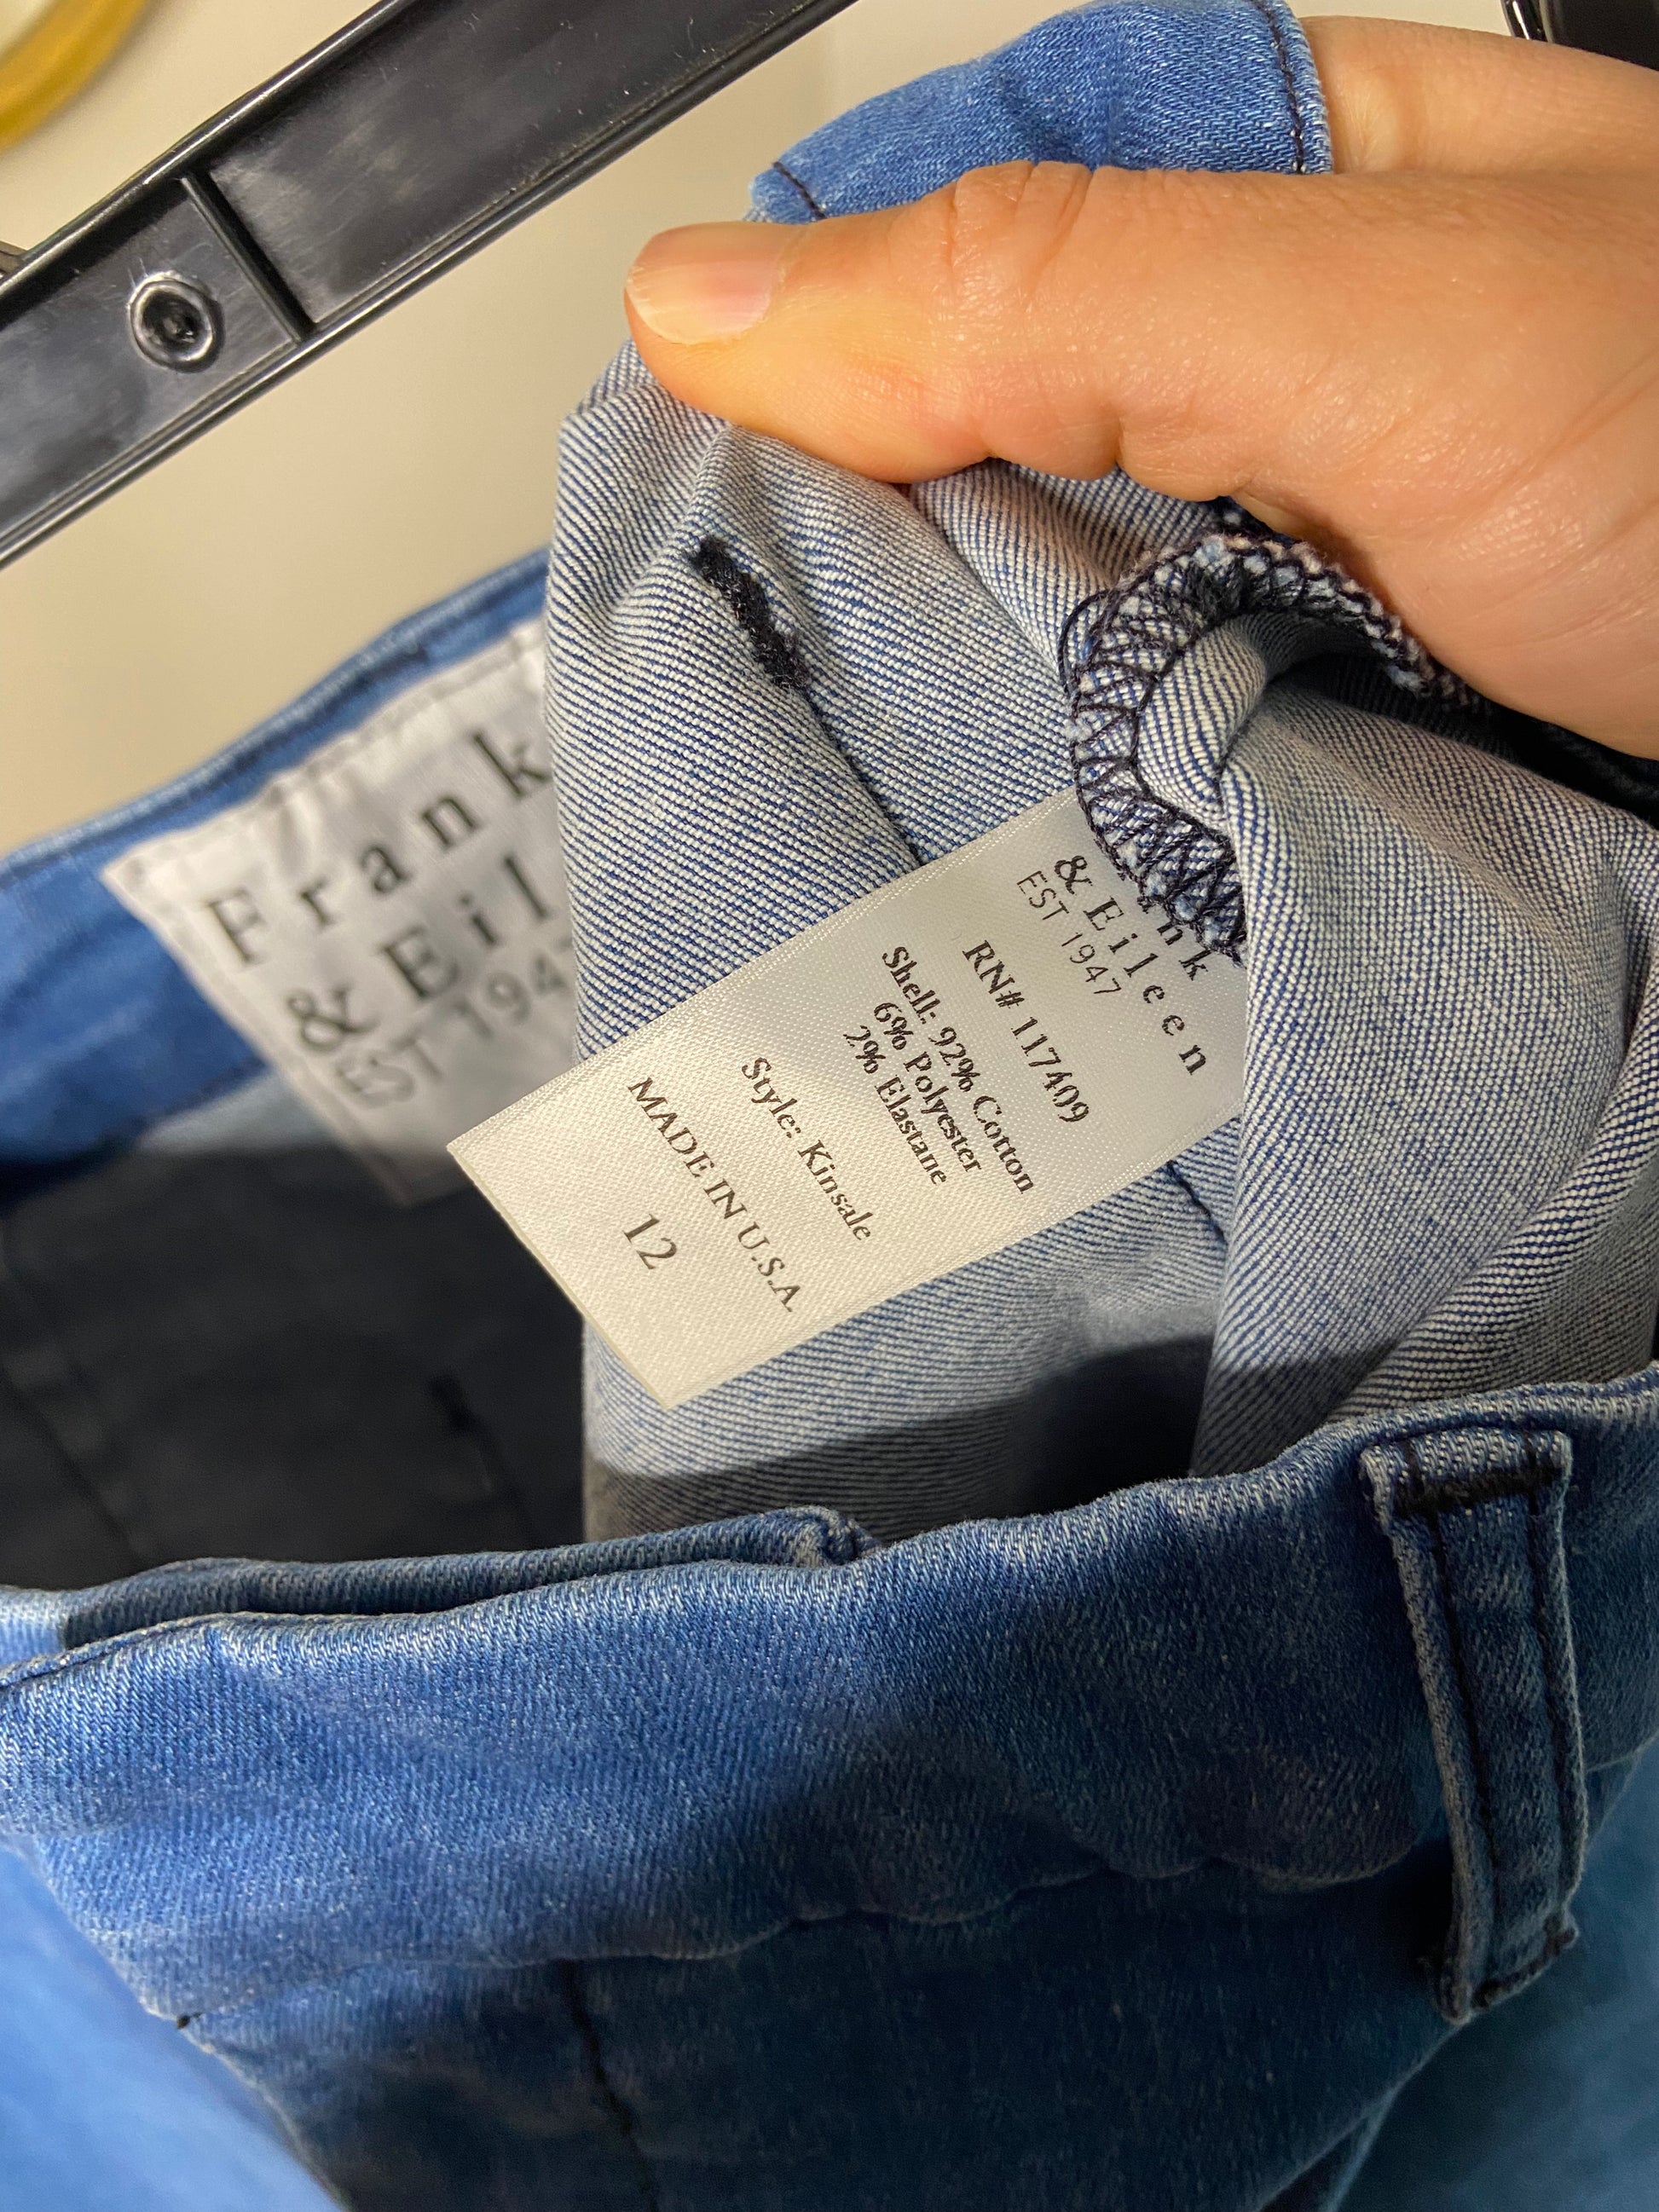 Frank
& Eil
EST 1947
& Eileen
EST 1947
RN# 117409
Shell: 92% Cotton
6% Polyester
2% Elastane
Style: Kinsale
MADE IN U.S.A.
12